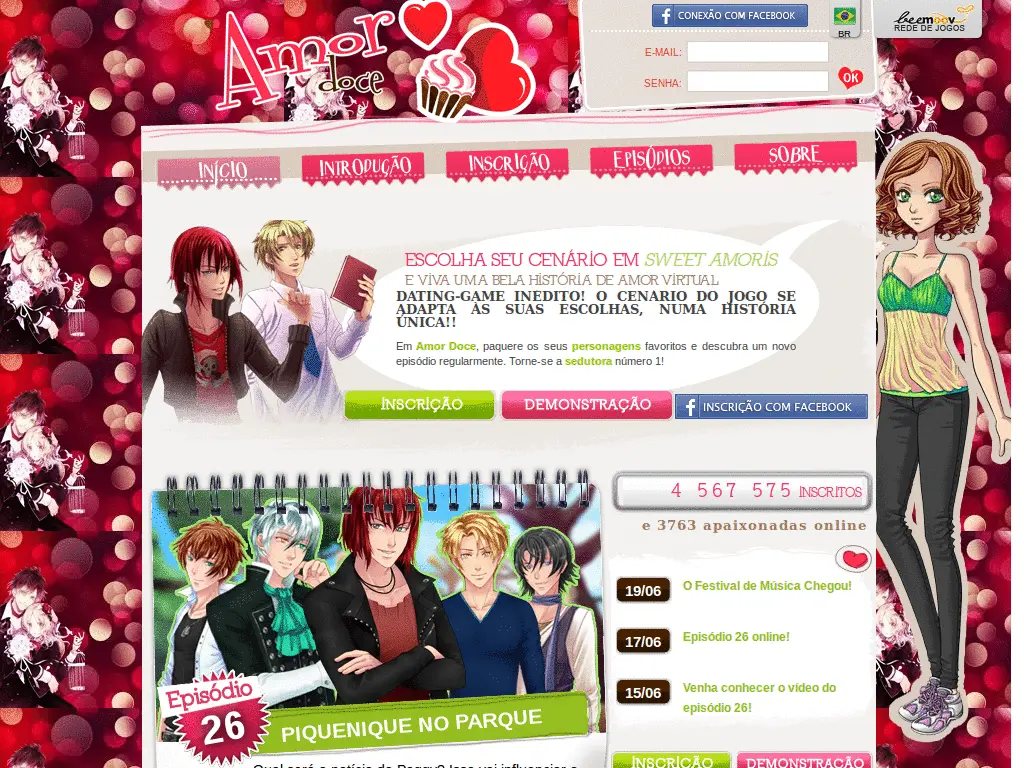 Amor
doce
CONEXÃO COM FACEBOOK
BR
beemoov
REDE DE JOGOS
E-MAIL:
SENHA:
OK
INÍCIO
INTRODUÇÃO
INSCRIÇÃO
EPISÓDIOS
SOBRE
ESCOLHA SEU CENÁRIO EM SWEET AMORIS
E VIVA UMA BELA HISTÓRIA DE AMOR VIRTUAL
DATING-GAME INEDITO! O CENARIO DO JOGO SE
ADAPTA ÀS SUAS ESCOLHAS, NUMA HISTÓRIA
ÚNICA!!
Em Amor Doce, paquere os seus personagens favoritos e descubra um novo
episódio regularmente. Torne-se a sedutora número 1!
INSCRIÇÃO
DEMONSTRAÇÃO
INSCRIÇÃO COM FACEBOOK
4 567 575 INSCRITOS
e 3763 apaixonadas online
19/06 O Festival de Música Chegou!
17/06 Episódio 26 online!
15/06 Venha conhecer o vídeo do
episódio 26!
Episódio
26
PIQUENIQUE NO PARQUE
INSCRIÇÃO
DEMONSTRAÇÃO